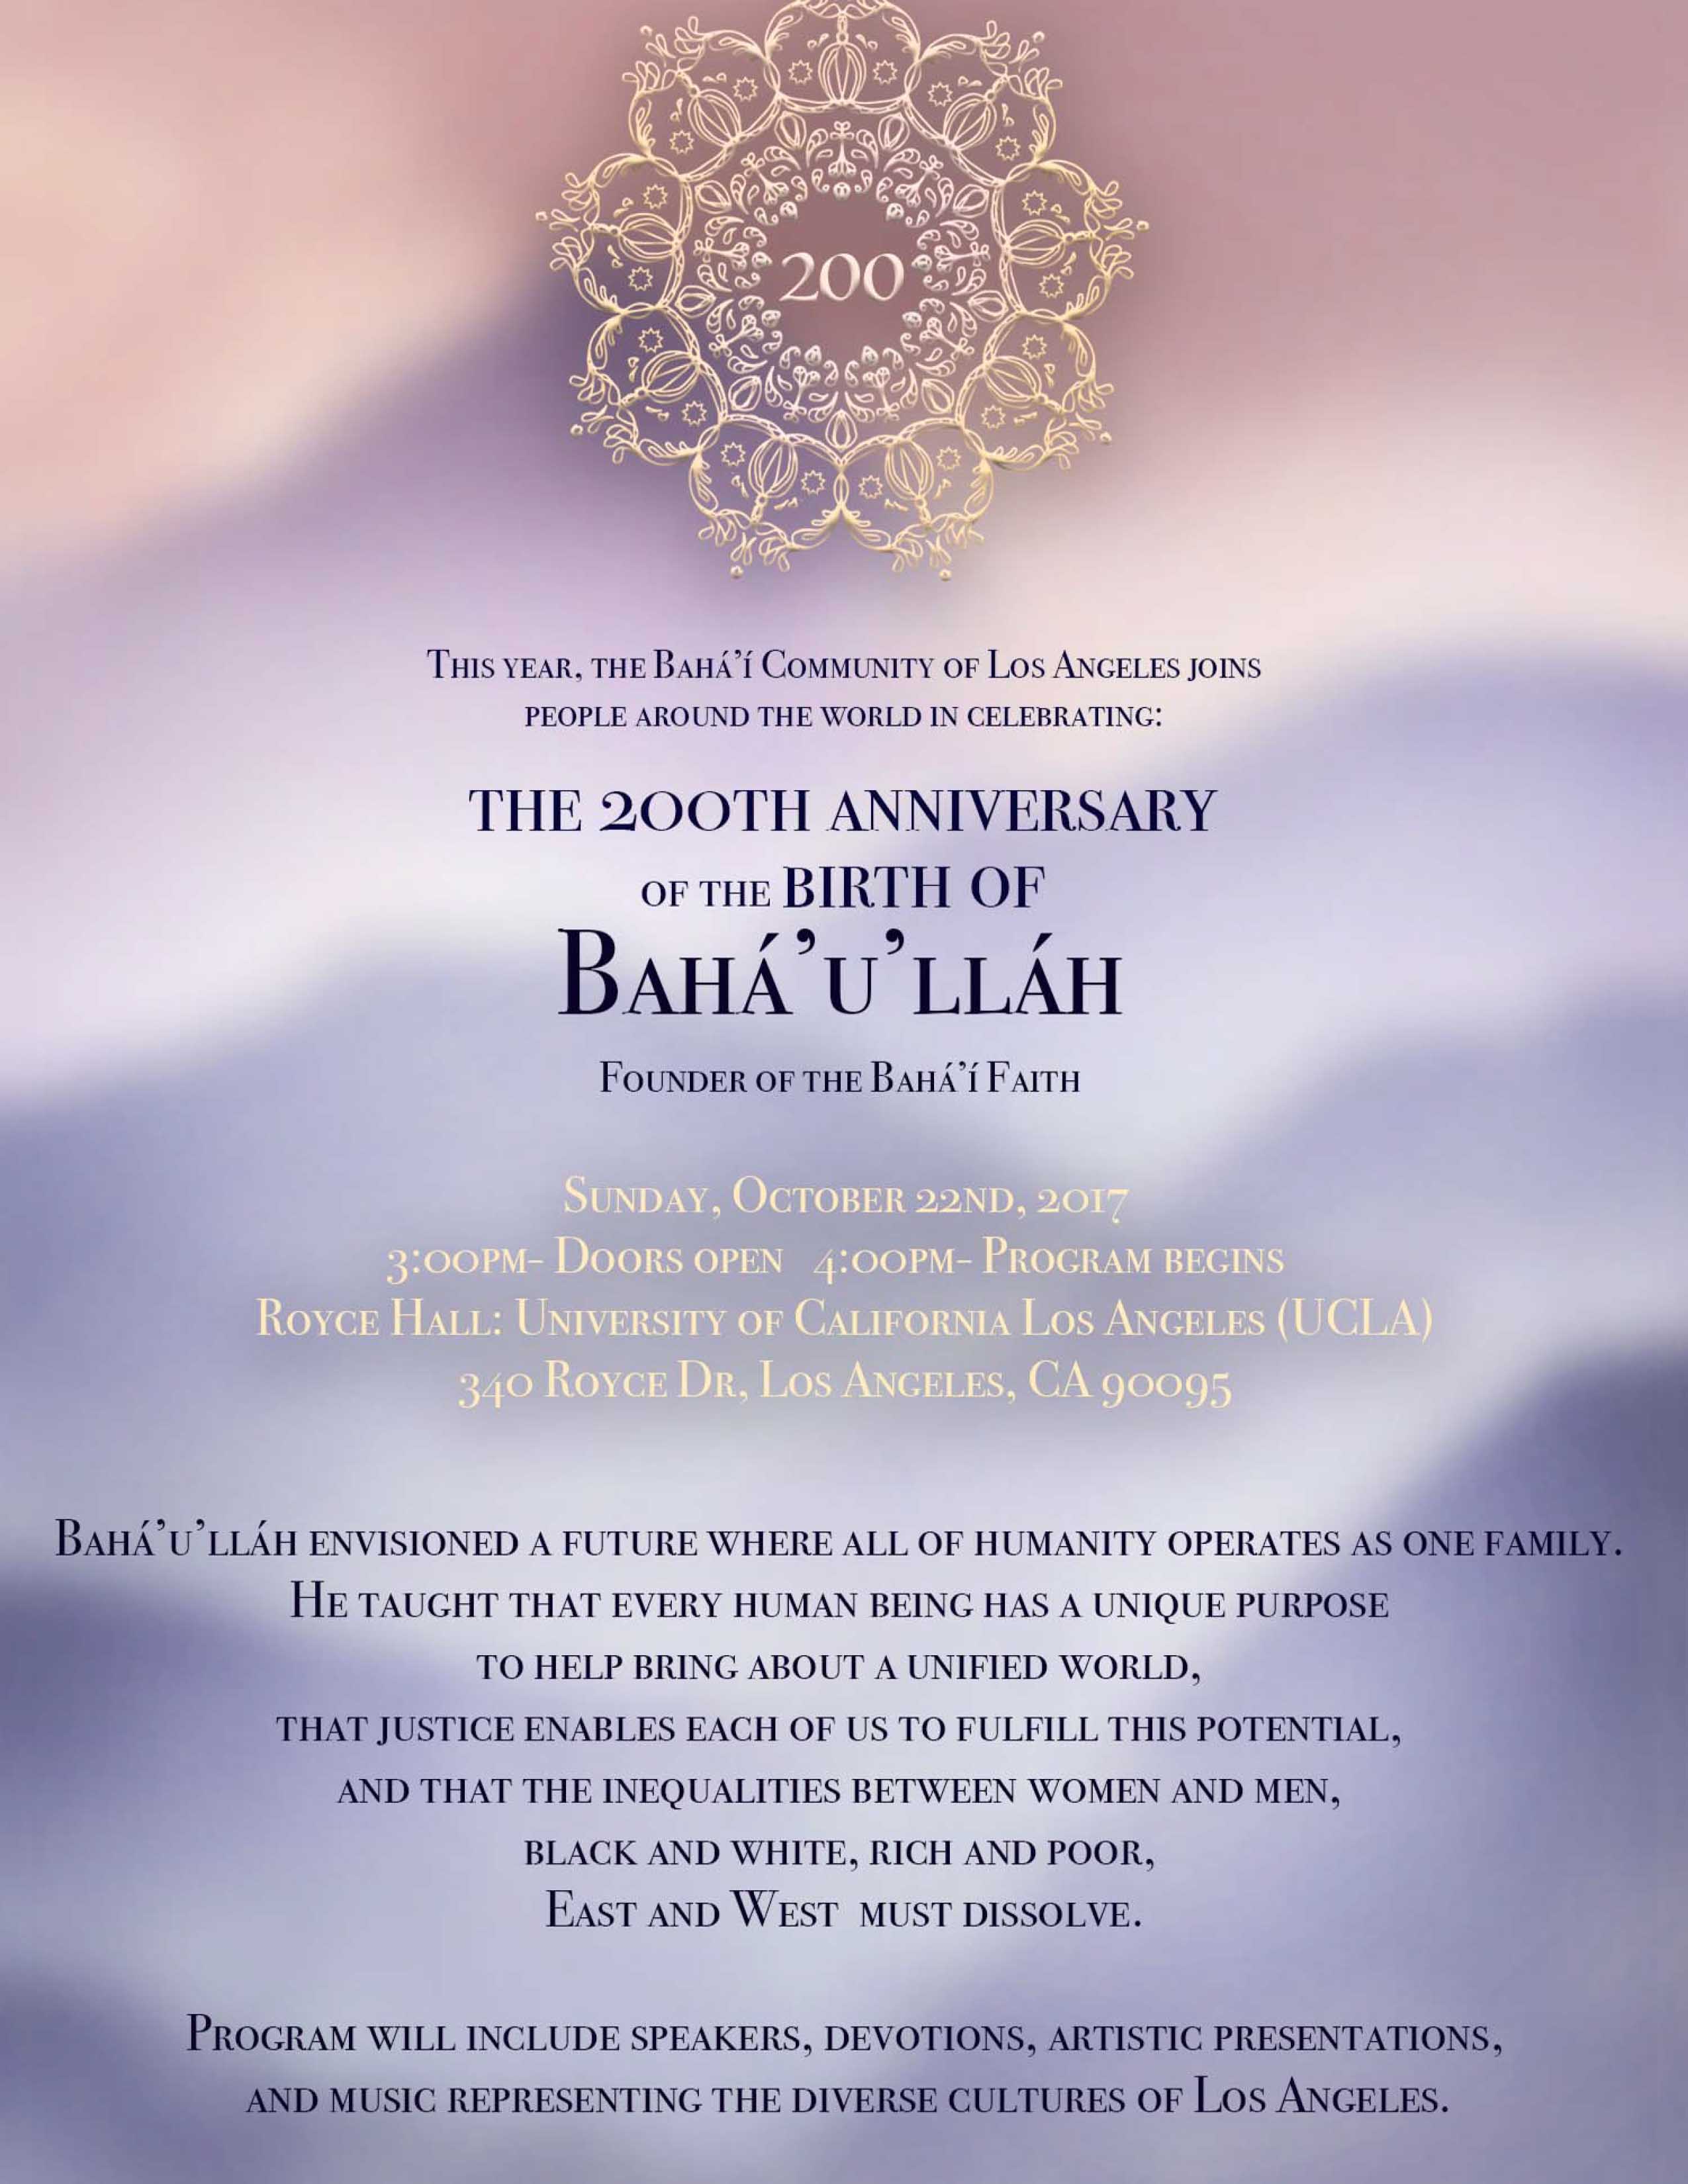 200
This year, the Bahá'í Community of Los Angeles joins
people around the world in celebrating:
THE 200TH ANNIVERSARY
of the BIRTH OF
Bahá'u'lláh
Founder of the Bahá'í Faith
Sunday, October 22nd, 2017
3:00pm- Doors open 4:00pm- Program begins
Royce Hall: University of California Los Angeles (UCLA)
340 Royce Dr, Los Angeles, CA 90095
Bahá'u'lláh envisioned a future where all of humanity operates as one family.
He taught that every human being has a unique purpose
to help bring about a unified world,
that justice enables each of us to fulfill this potential,
and that the inequalities between women and men,
black and white, rich and poor,
East and West must dissolve.
Program will include speakers, devotions, artistic presentations,
and music representing the diverse cultures of Los Angeles.